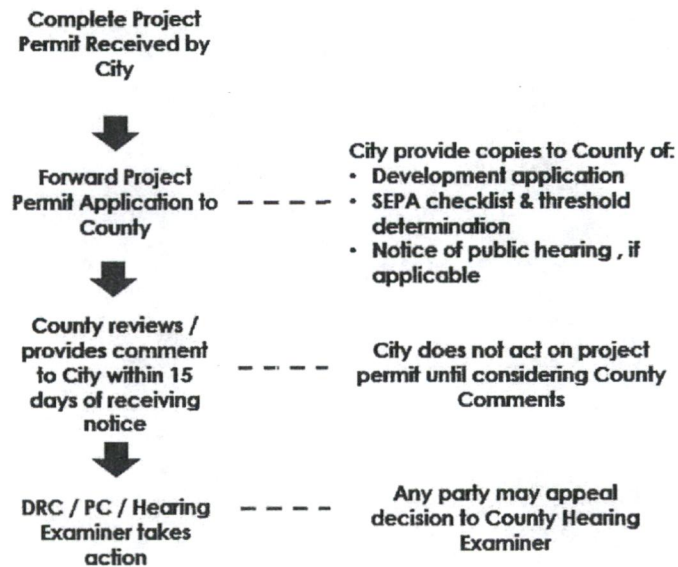 Complete Project
Permit Received by
City
Forward Project
Permit Application to
County
City provide copies to County of:
• Development application
• SEPA checklist & threshold
determination
• Notice of public hearing , if
applicable
County reviews /
provides comment
to City within 15
days of receiving
notice
City does not act on project
permit until considering County
Comments
DRC / PC / Hearing
Examiner takes
action
Any party may appeal
decision to County Hearing
Examiner